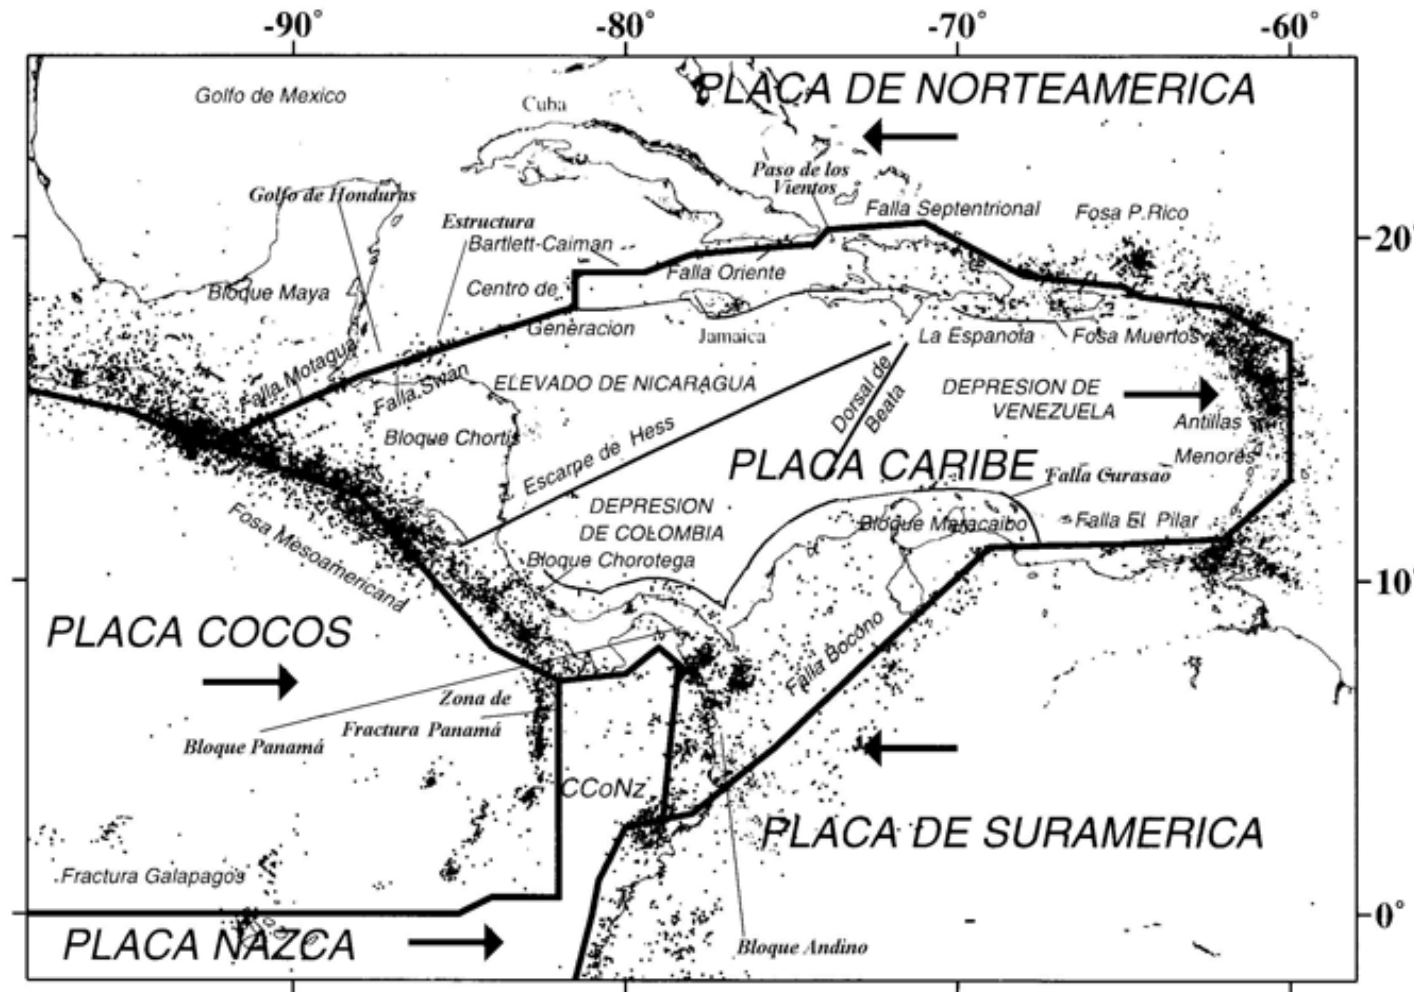 -90° -80° -70° -60°
PLACA DE NORTEAMERICA
Golfo de Mexico
Cuba
Paso de los
Vientos
Golfo de Honduras
Falla Septentrional
Fosa P.Rico
Estructura
Bartlett-Caiman
20°
Falla Oriente
Centro de
Bloque Maya
Generacion
Jamaica
La Espanola
Fosa Muertos
Falla Motagua
Falla Swan
ELEVADO DE NICARAGUA
Dorsal de
Beata
DEPRESION DE
VENEZUELA
Antillas
Menores
Bloque Chortis
Escarpe de Hess
PLACA CARIBE
Falla Curasao
DEPRESION
DE COLOMBIA
Bloque Maracaibo
Falla El Pilar
Fosa Mesoamericana
Bloque Chorotega
10°
PLACA COCOS
Falla Bocono
Zona de
Fractura Panamá
Bloque Panamá
CCoNz
PLACA DE SURAMERICA
Fractura Galapagos
0°
PLACA NAZCA
Bloque Andino